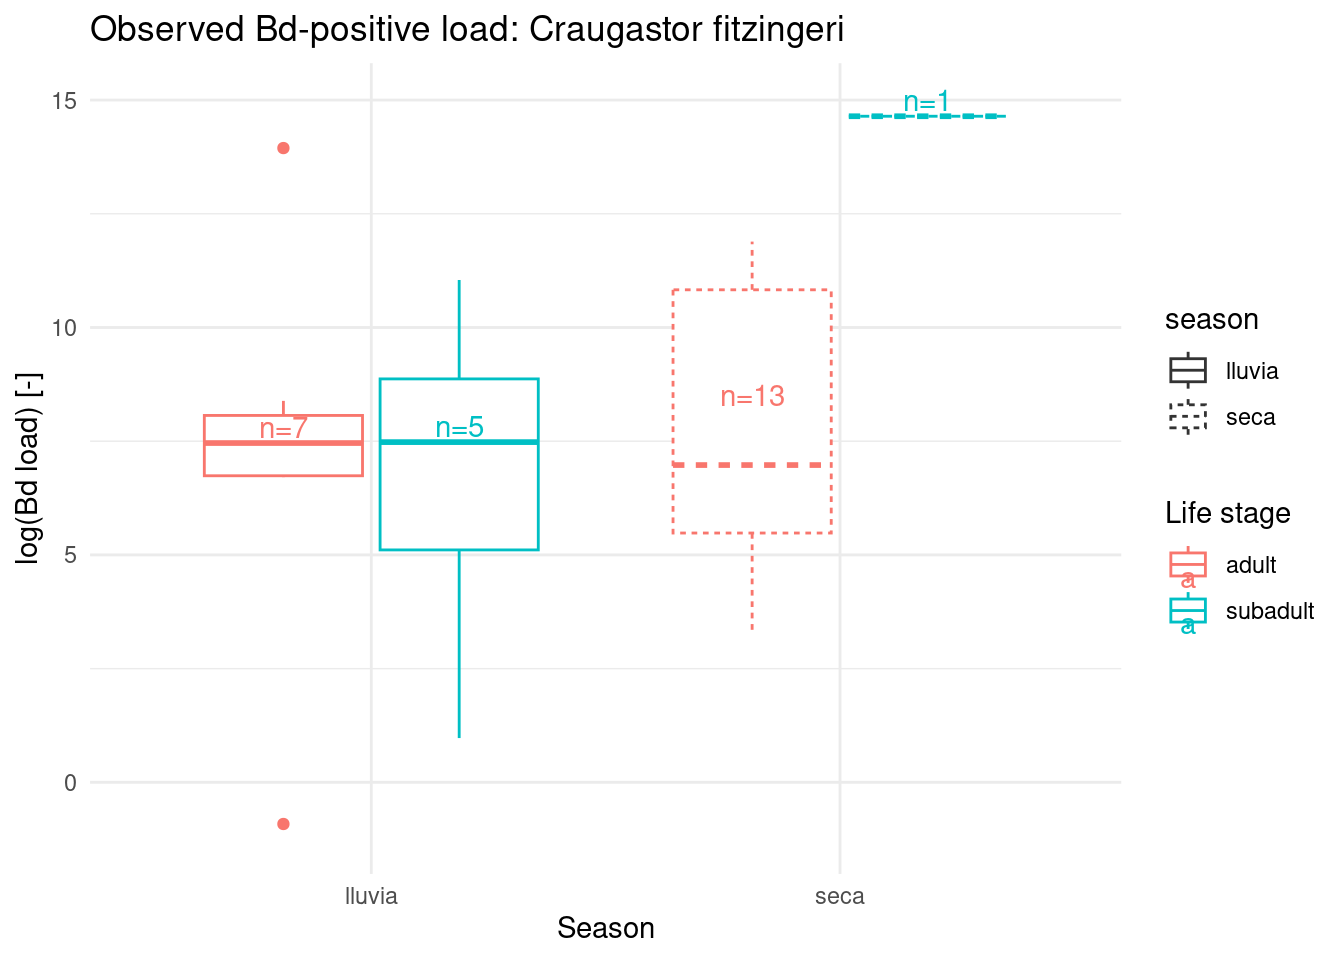 Observed Bd-positive load: Craugastor fitzingeri
log(Bd load) [-]
15
10
5
0
n=7
n=5
n=13
n=1
lluvia
seca
Season
season
lluvia
seca
Life stage
a adult
a subadult